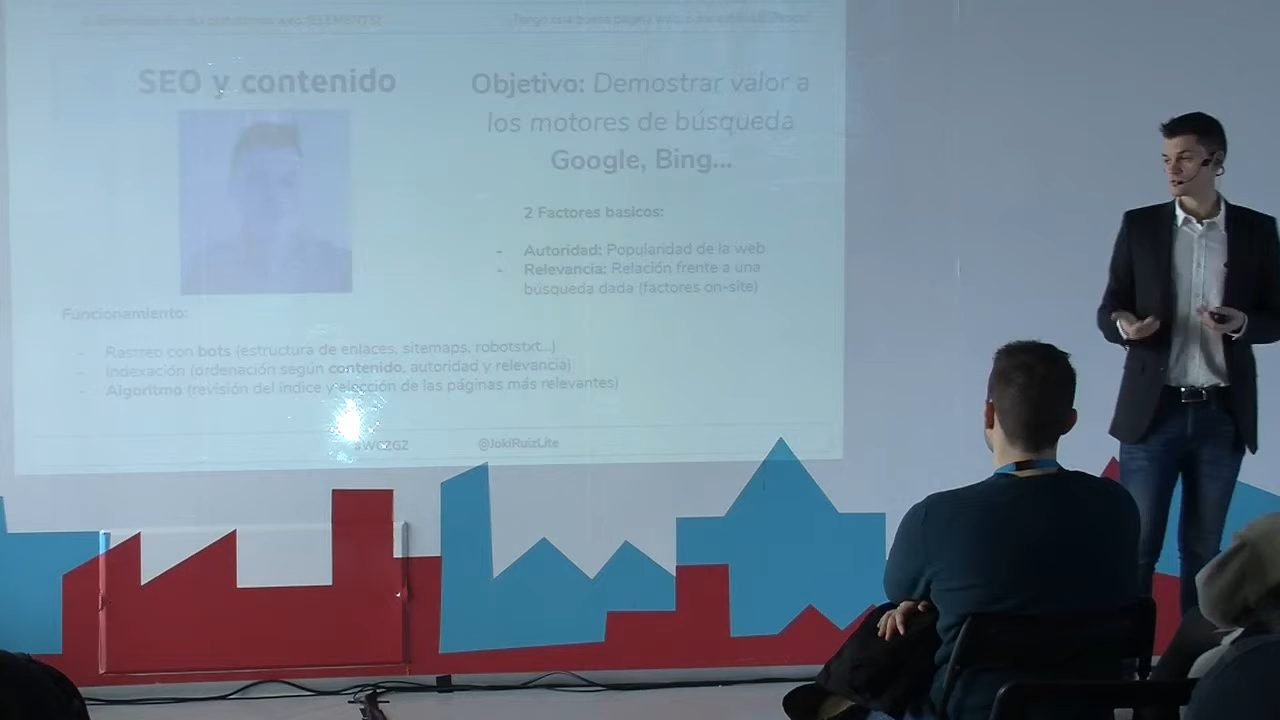 (ELEMENTS)
SEO y contenido
Objetivo: Demostrar valor a
los motores de búsqueda
Google, Bing...
2 Factores basicos:
- Autoridad: Popularidad de la web
- Relevancia: Relación frente a una
búsqueda dada (factores on-site)
Funcionamiento:
- Rastreo con bots (estructura de enlaces, sitemaps, robotstxt...)
- Indexación (ordenación según contenido, autoridad y relevancia)
- Algoritmo (revisión del índice y elección de las páginas más relevantes)
#WCZGZ
@JokiRuizLite